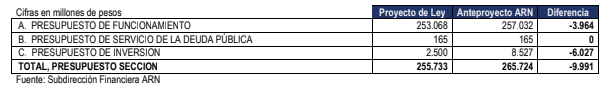 Cifras en millones de pesos Proyecto de Ley Anteproyecto ARN Diferencia
A. PRESUPUESTO DE FUNCIONAMIENTO 253.068 257.032 -3.964
B. PRESUPUESTO DE SERVICIO DE LA DEUDA PÚBLICA 165 165 0
C. PRESUPUESTO DE INVERSION 2.500 8.527 -6.027
TOTAL, PRESUPUESTO SECCION 255.733 265.724 -9.991
Fuente: Subdirección Financiera ARN